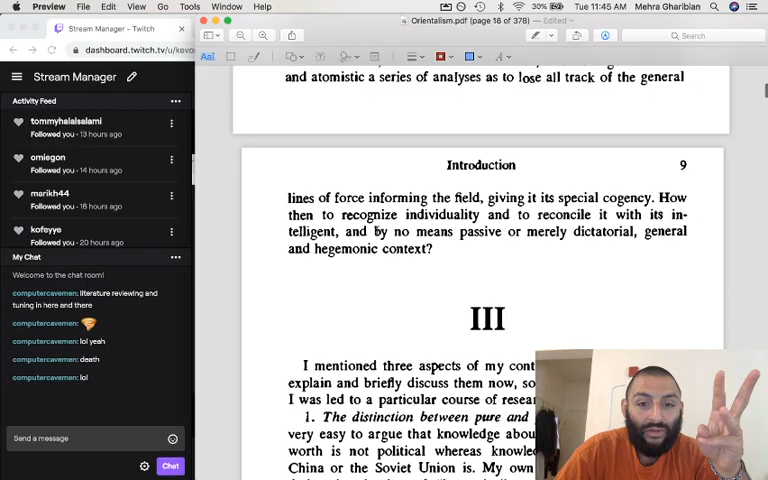 Preview File Edit View Go Tools Window Help
30% Tue 11:45 AM Mehra Gharibian
Twitch
dashboard.twitch.tv/u/kevo
Stream Manager
Activity Feed
tommyhalalsalami
Followed you · 13 hours ago
omiegon
Followed you · 14 hours ago
marikh44
Followed you · 16 hours ago
kofeyye
Followed you · 20 hours ago
My Chat
Welcome to the chat room!
computercavemen: literature reviewing and
tuning in here and there
computercavemen:
computercavemen: lol yeah
computercavemen: death
computercavemen: lol
Send a message
Chat
Orientalism.pdf (page 18 of 378) — Edited
Search
AaI
and atomistic a series of analyses as to lose all track of the general
Introduction 9
lines of force informing the field, giving it its special cogency. How
then to recognize individuality and to reconcile it with its in-
telligent, and by no means passive or merely dictatorial, general
and hegemonic context?
III
I mentioned three aspects of my
explain and briefly discuss them now, so
I was led to a particular course of
1. The distinction between pure and
very easy to argue that knowledge
worth is not political whereas
China or the Soviet Union is. My own